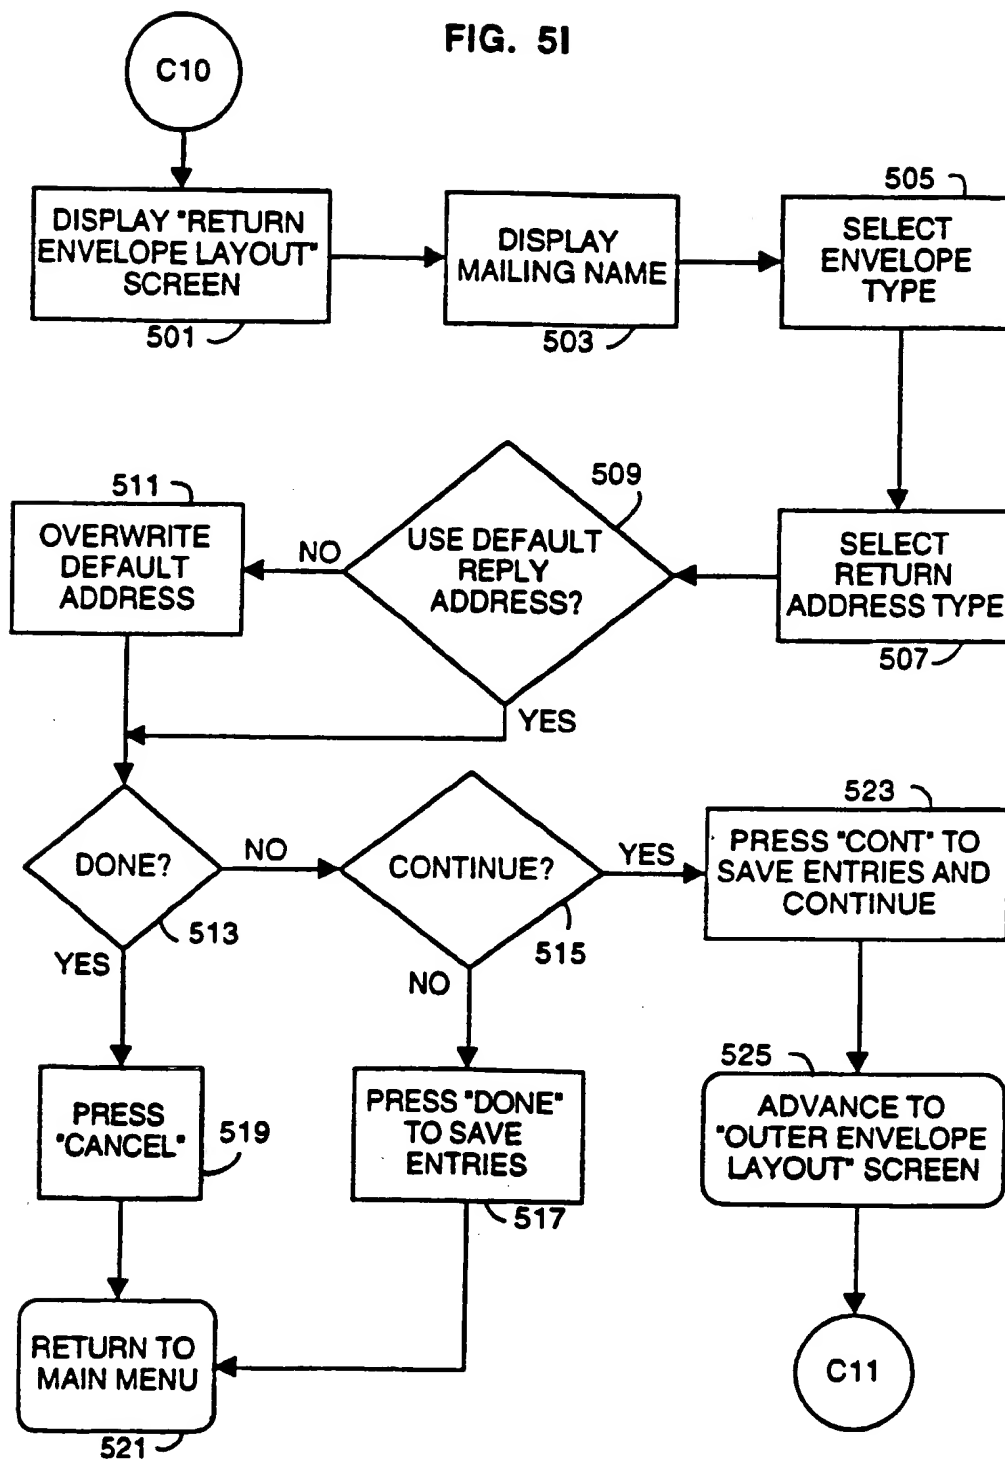 FIG. 5I
C10
DISPLAY "RETURN
ENVELOPE LAYOUT"
SCREEN
501
DISPLAY
MAILING NAME
503
505
SELECT
ENVELOPE
TYPE
511
OVERWRITE
DEFAULT
ADDRESS
NO
509
USE DEFAULT
REPLY
ADDRESS?
YES
SELECT
RETURN
ADDRESS TYPE
507
DONE?
513
NO
YES
CONTINUE?
515
YES
NO
523
PRESS "CONT" TO
SAVE ENTRIES AND
CONTINUE
PRESS
"CANCEL"
519
PRESS "DONE"
TO SAVE
ENTRIES
517
525
ADVANCE TO
"OUTER ENVELOPE
LAYOUT" SCREEN
RETURN TO
MAIN MENU
521
C11